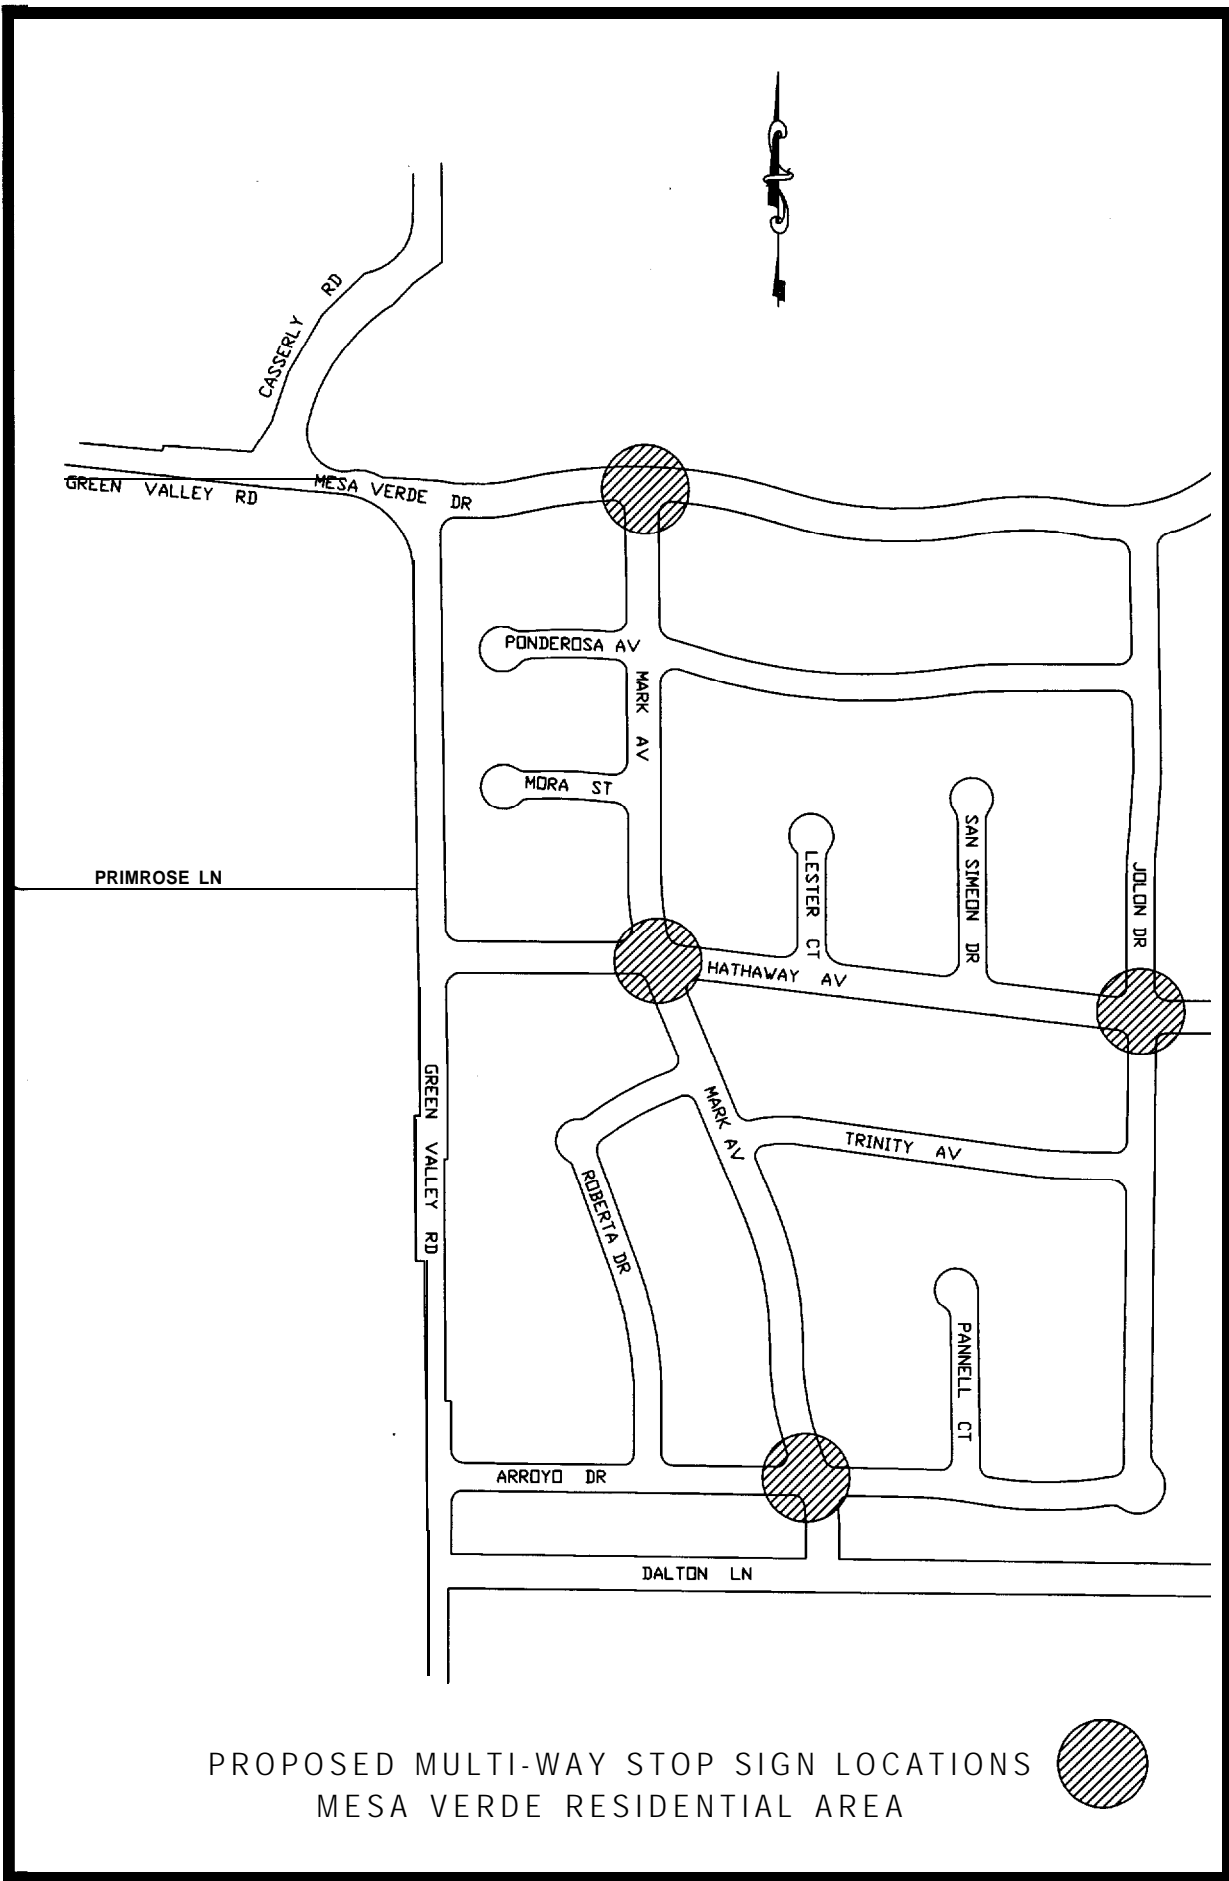 CASSERLY RD
GREEN VALLEY RD
MESA VERDE DR
PONDEROSA AV
MARK AV
MORA ST
SAN SIMEON DR
LESTER CT
JOLON DR
PRIMROSE LN
HATHAWAY AV
GREEN VALLEY RD
MARK AV
TRINITY AV
ROBERTA DR
PANNELL CT
ARROYO DR
DALTON LN
PROPOSED MULTI-WAY STOP SIGN LOCATIONS
MESA VERDE RESIDENTIAL AREA